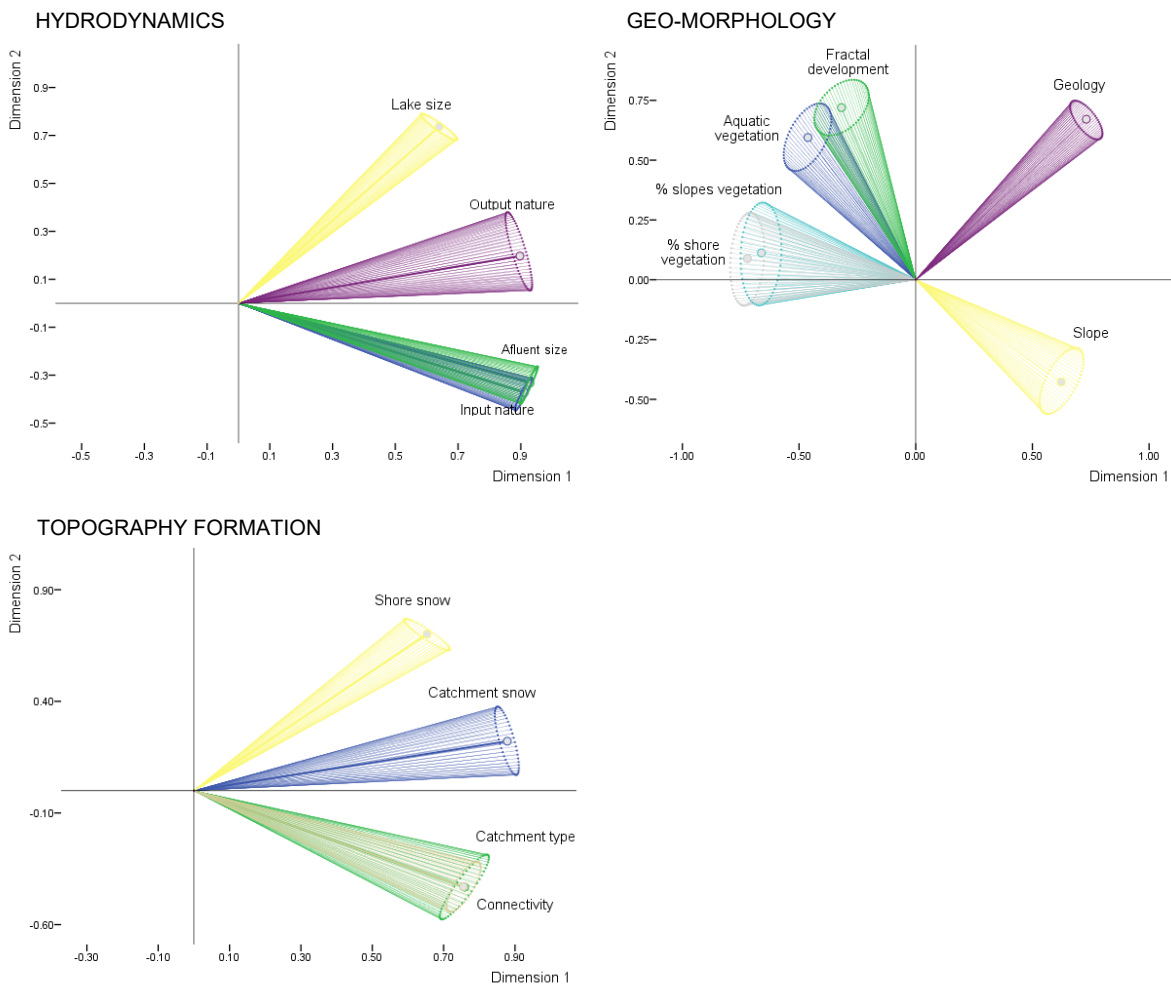 HYDRODYNAMICS
Dimension 2
0.9
0.7
0.5
0.3
0.1
-0.1
-0.3
-0.5
Lake size
Output nature
Afluent size
Input nature
-0.5
-0.3
-0.1
0.1
0.3
0.5
0.7
0.9
Dimension 1
GEO-MORPHOLOGY
Dimension 2
0.75
0.50
0.25
0.00
-0.25
-0.50
Fractal
development
Geology
Aquatic
vegetation
% slopes vegetation
% shore
vegetation
Slope
-1.00
-0.50
0.00
0.50
1.00
Dimension 1
TOPOGRAPHY FORMATION
Dimension 2
0.90
0.40
-0.10
-0.60
Shore snow
Catchment snow
Catchment type
Connectivity
-0.30
-0.10
0.10
0.30
0.50
0.70
0.90
Dimension 1